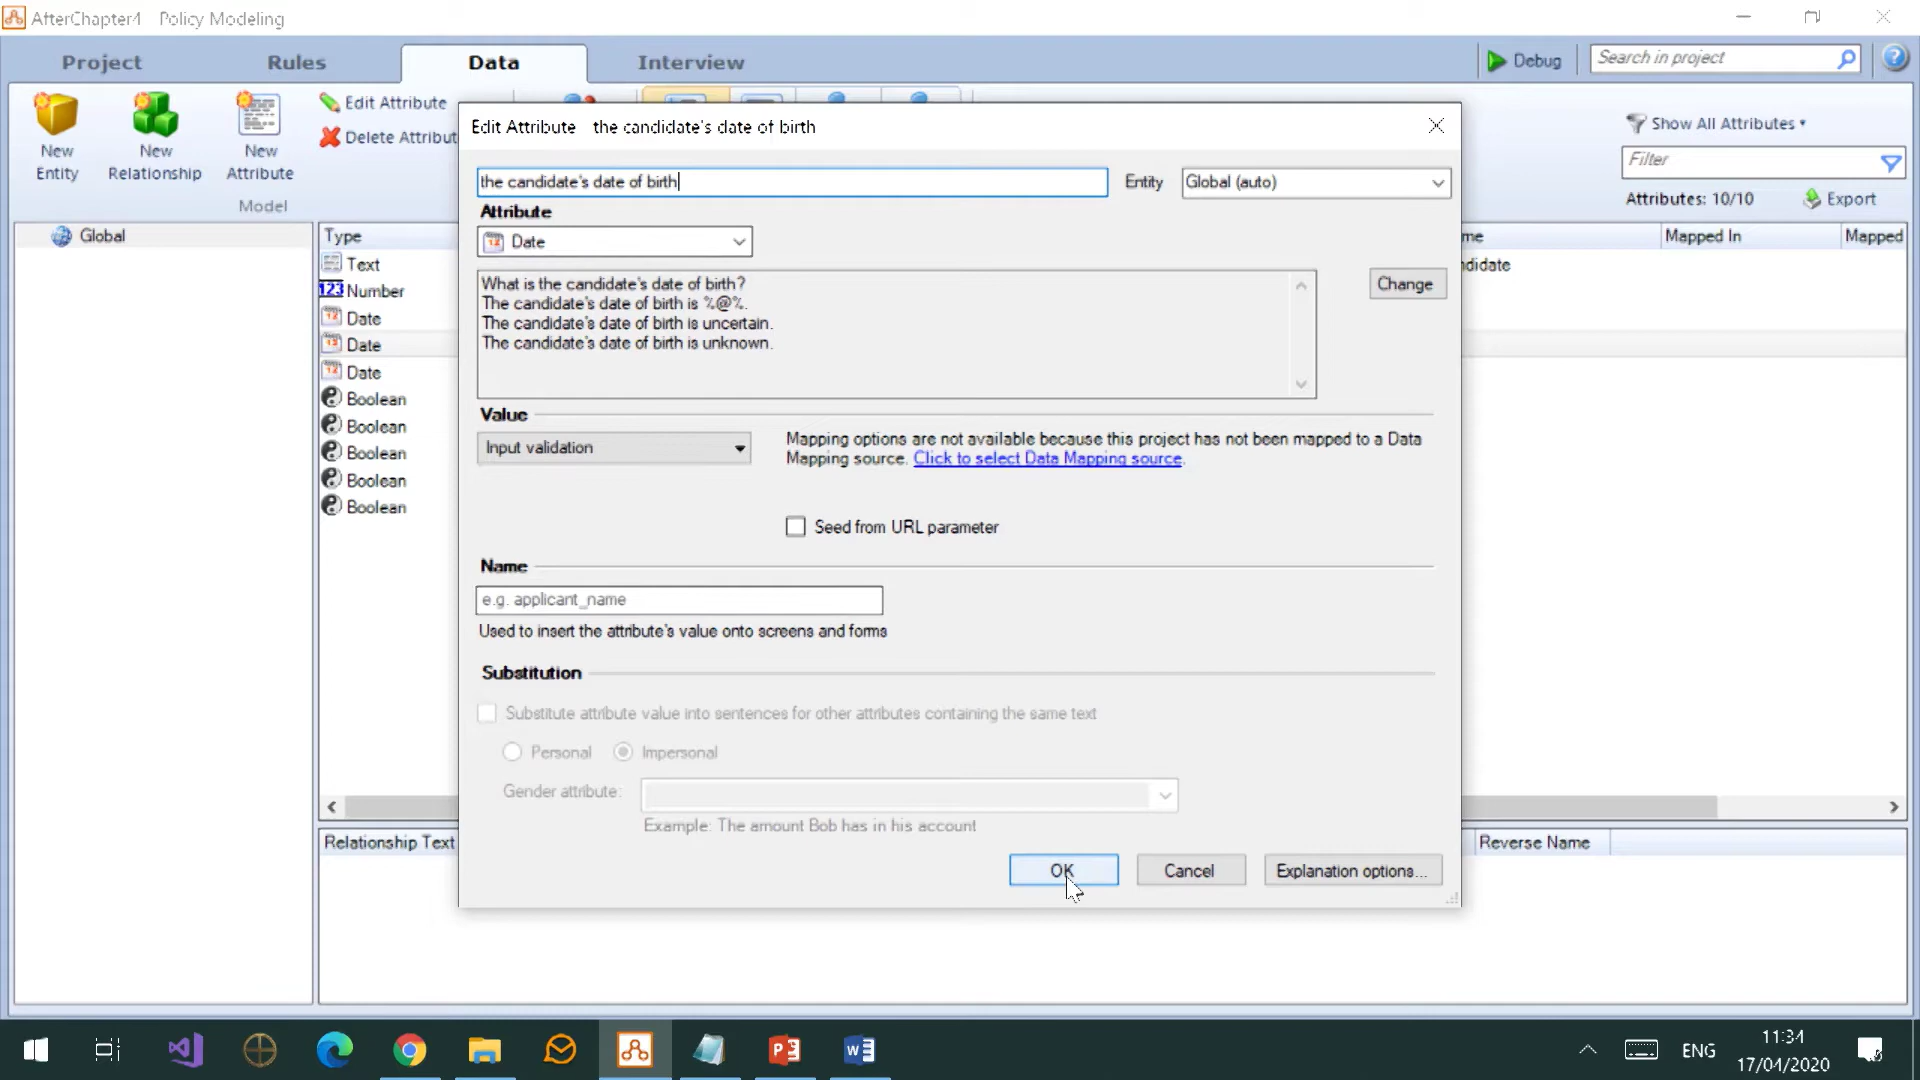 AfterChapter4   Policy Modeling
Project
Rules
Data
Interview
Debug
Search in project
New Entity
New Relationship
New Attribute
Edit Attribute
Delete Attribut
Model
Show All Attributes
Filter
Attributes: 10/10
Export
Global
Type
Text
123 Number
Date
Date
Date
Boolean
Boolean
Boolean
Boolean
Boolean
me
Mapped In
Mapped
ndidate
Edit Attribute   the candidate's date of birth
the candidate's date of birth
Entity
Global (auto)
Attribute
Date
What is the candidate's date of birth?
The candidate's date of birth is %@%.
The candidate's date of birth is uncertain.
The candidate's date of birth is unknown.
Change
Value
Input validation
Mapping options are not available because this project has not been mapped to a Data
Mapping source. Click to select Data Mapping source.
Seed from URL parameter
Name
e.g. applicant_name
Used to insert the attribute's value onto screens and forms
Substitution
Substitute attribute value into sentences for other attributes containing the same text
Personal
Impersonal
Gender attribute:
Example: The amount Bob has in his account
OK
Cancel
Explanation options...
Relationship Text
Reverse Name
ENG
11:34
17/04/2020